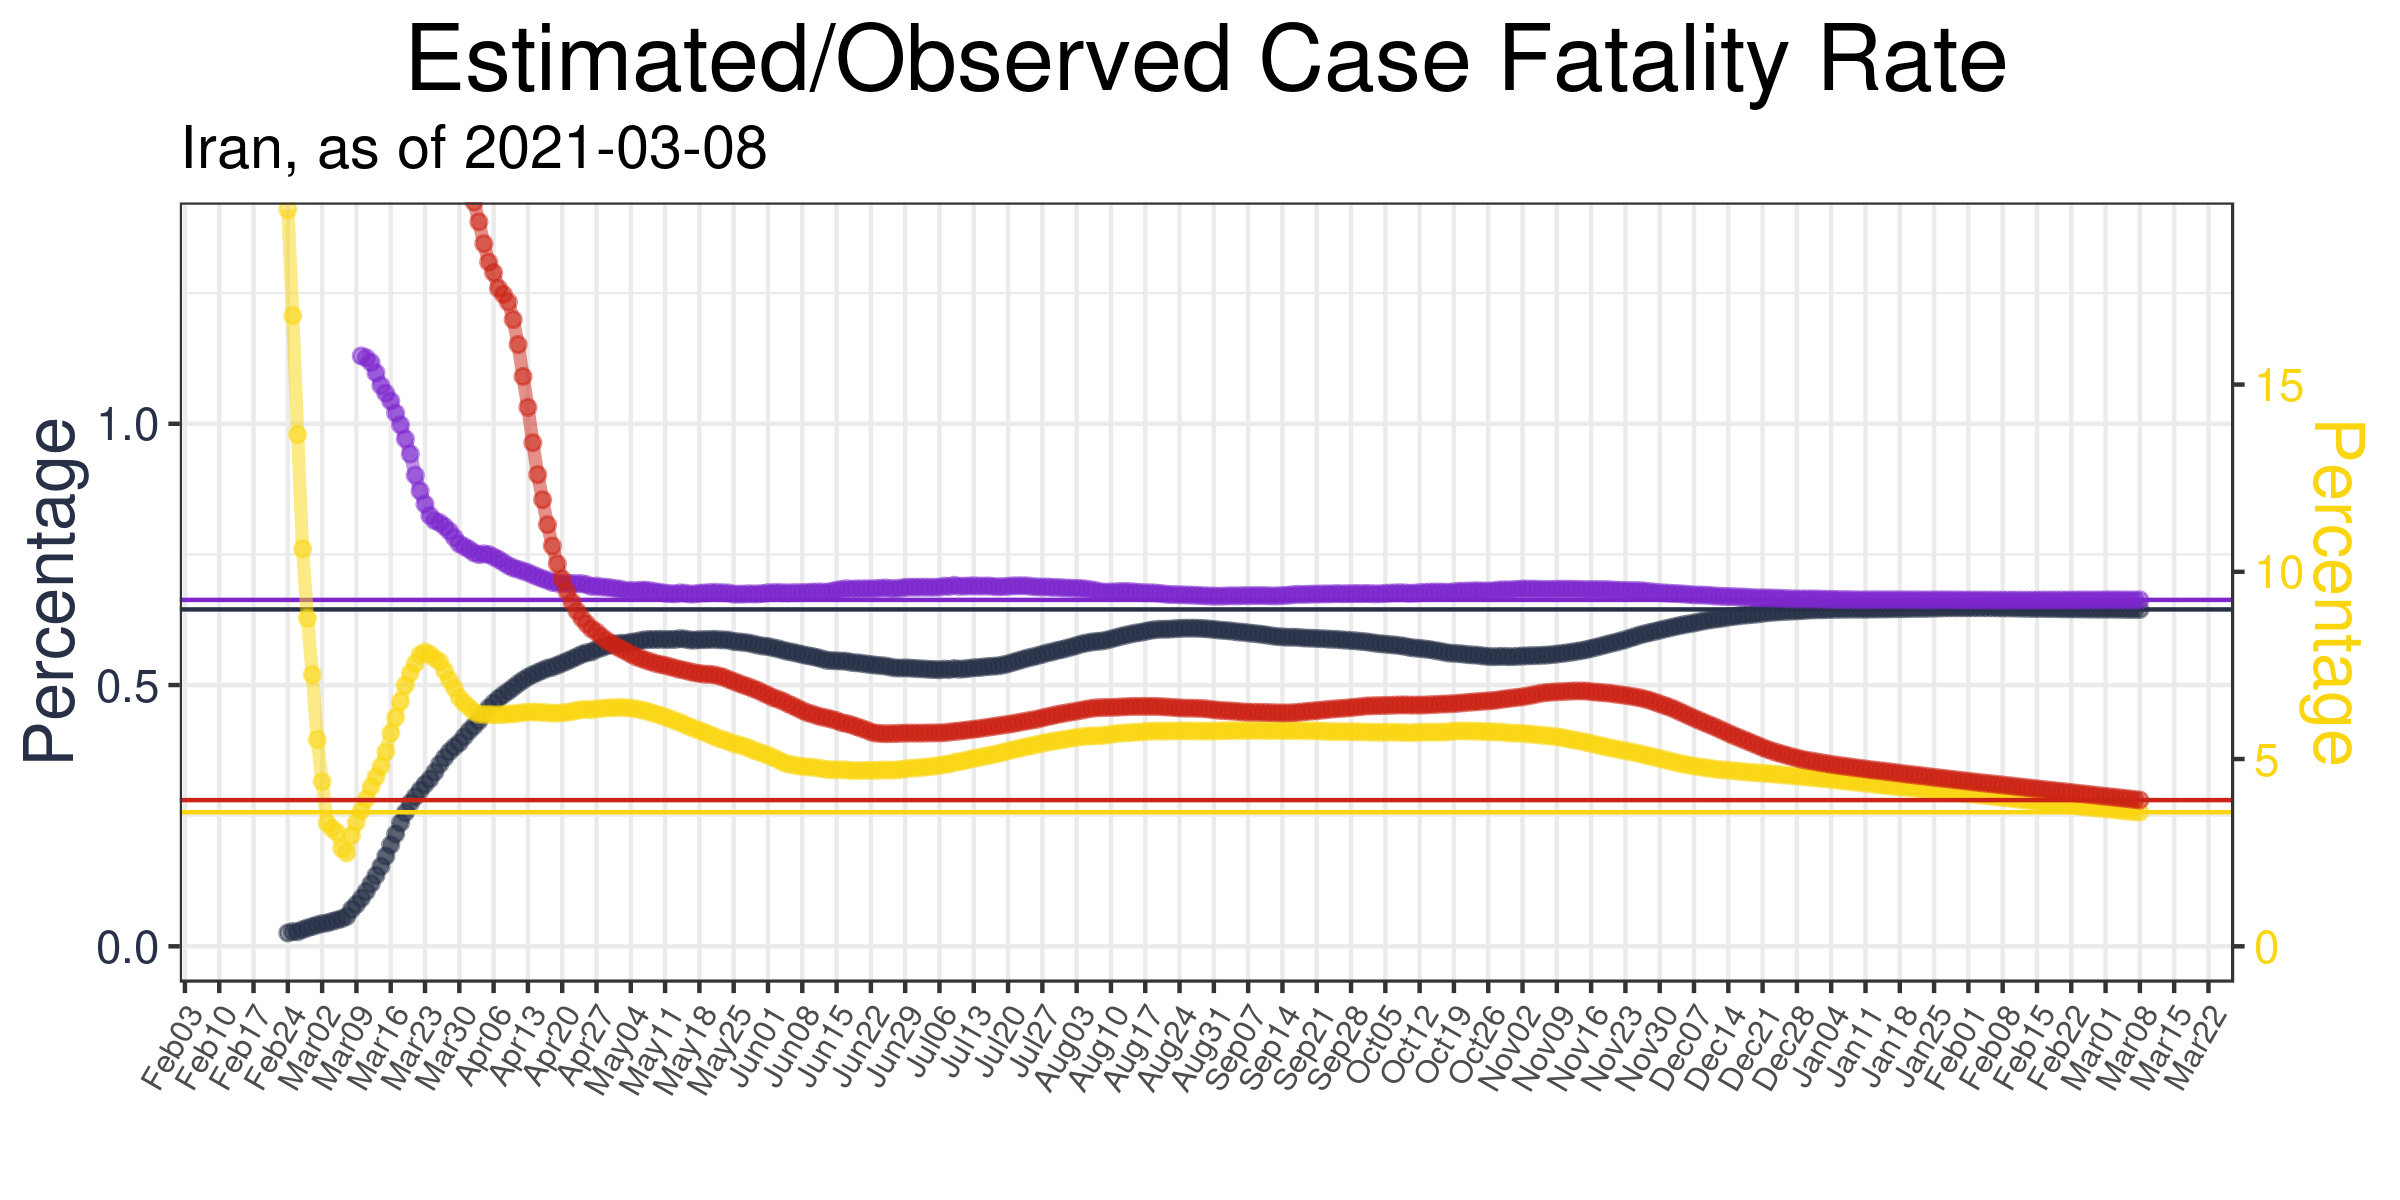 Estimated/Observed Case Fatality Rate
Iran, as of 2021-03-08
Percentage
1.0
0.5
0.0
15
10
5
0
Percentage
Feb03
Feb10
Feb17
Feb24
Mar02
Mar09
Mar16
Mar23
Mar30
Apr06
Apr13
Apr20
Apr27
May04
May11
May18
May25
Jun01
Jun08
Jun15
Jun22
Jun29
Jul06
Jul13
Jul20
Jul27
Aug03
Aug10
Aug17
Aug24
Aug31
Sep07
Sep14
Sep21
Sep28
Oct05
Oct12
Oct19
Oct26
Nov02
Nov09
Nov16
Nov23
Nov30
Dec07
Dec14
Dec21
Dec28
Jan04
Jan11
Jan18
Jan25
Feb01
Feb08
Feb15
Feb22
Mar01
Mar08
Mar15
Mar22